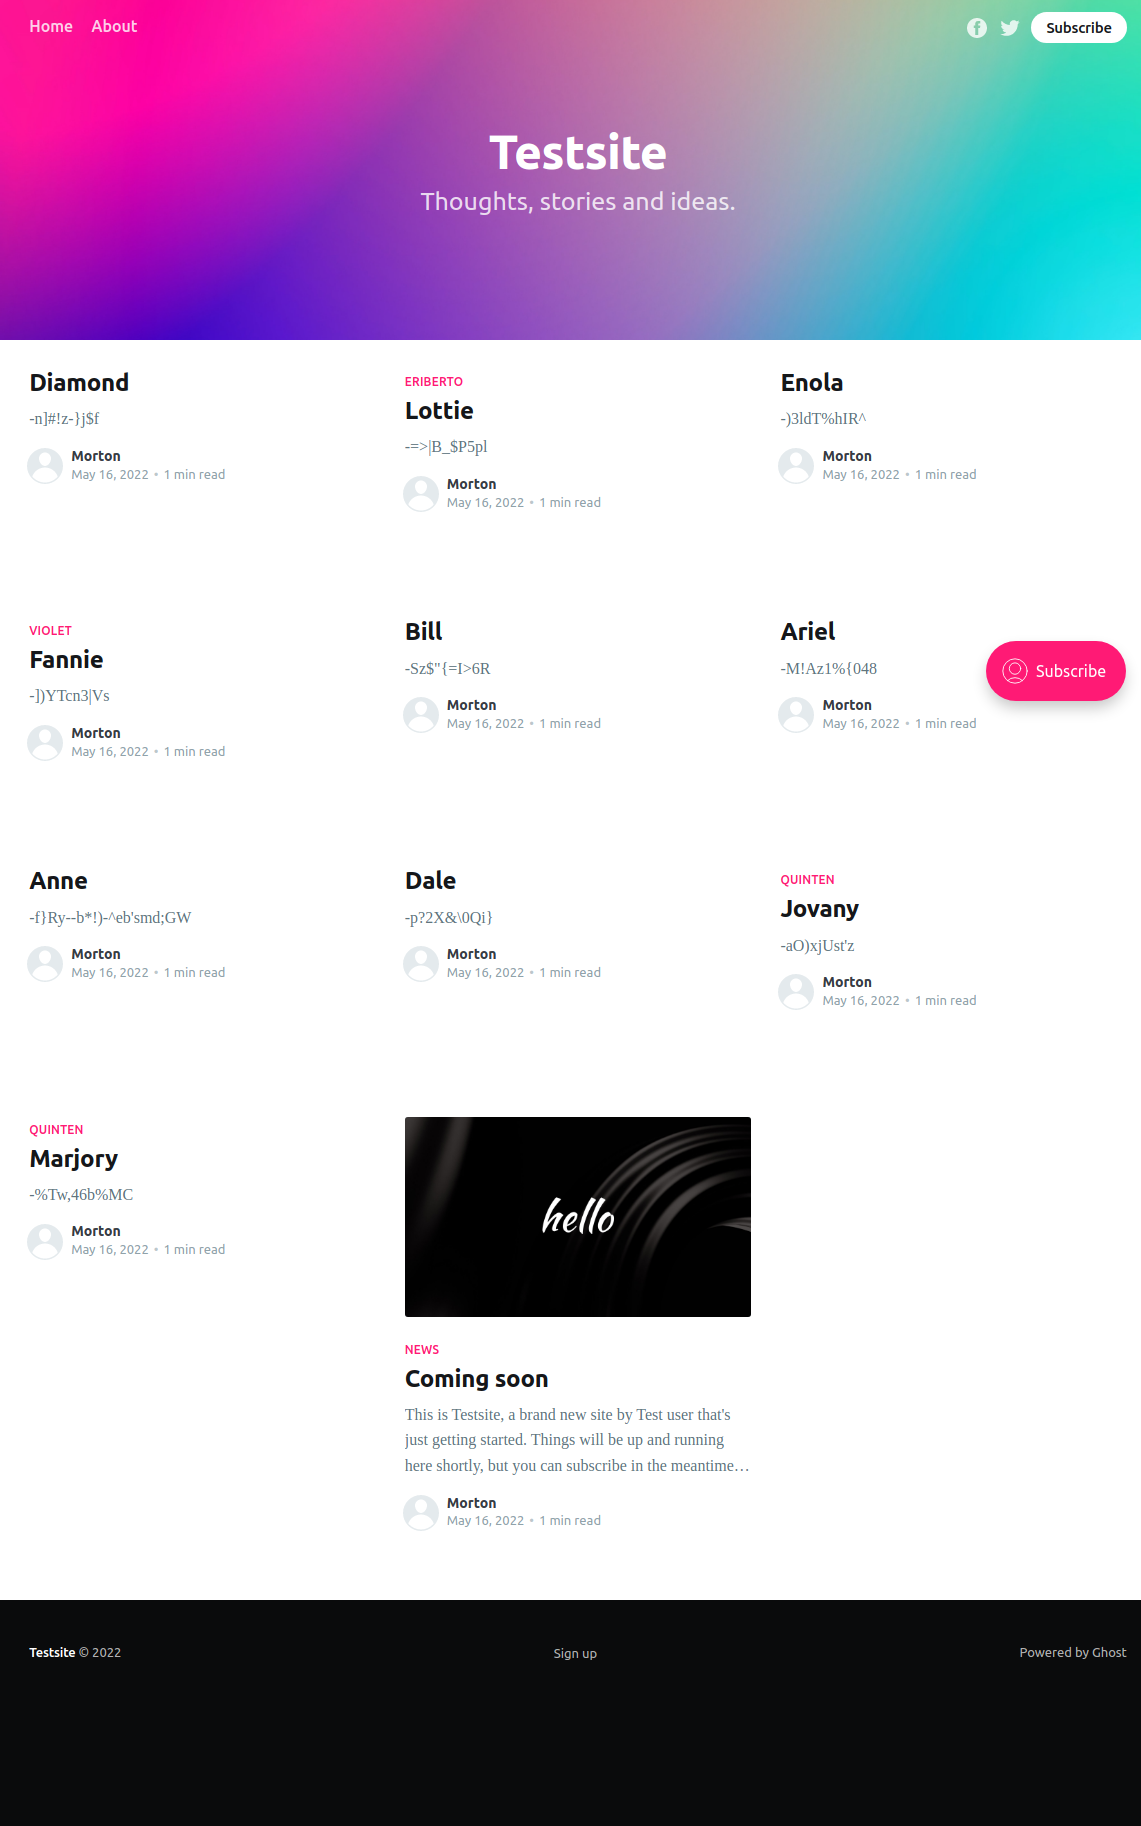 Home About
Subscribe
Testsite
Thoughts, stories and ideas.
Diamond
-n]#!z-}j$f
Morton
May 16, 2022 • 1 min read
ERIBERTO
Lottie
-=>|B_$P5pl
Morton
May 16, 2022 • 1 min read
Enola
-)3ldT%hIR^
Morton
May 16, 2022 • 1 min read
VIOLET
Fannie
-])YTcn3|Vs
Morton
May 16, 2022 • 1 min read
Bill
-Sz$"{=I>6R
Morton
May 16, 2022 • 1 min read
Ariel
-M!Az1%{048
Morton
May 16, 2022 • 1 min read
Subscribe
Anne
-f}Ry--b*!)-^eb'smd;GW
Morton
May 16, 2022 • 1 min read
Dale
-p?2X&\0Qi}
Morton
May 16, 2022 • 1 min read
QUINTEN
Jovany
-aO)xjUst'z
Morton
May 16, 2022 • 1 min read
QUINTEN
Marjory
-%Tw,46b%MC
Morton
May 16, 2022 • 1 min read
hello
NEWS
Coming soon
This is Testsite, a brand new site by Test user that's
just getting started. Things will be up and running
here shortly, but you can subscribe in the meantime…
Morton
May 16, 2022 • 1 min read
Testsite © 2022
Sign up
Powered by Ghost